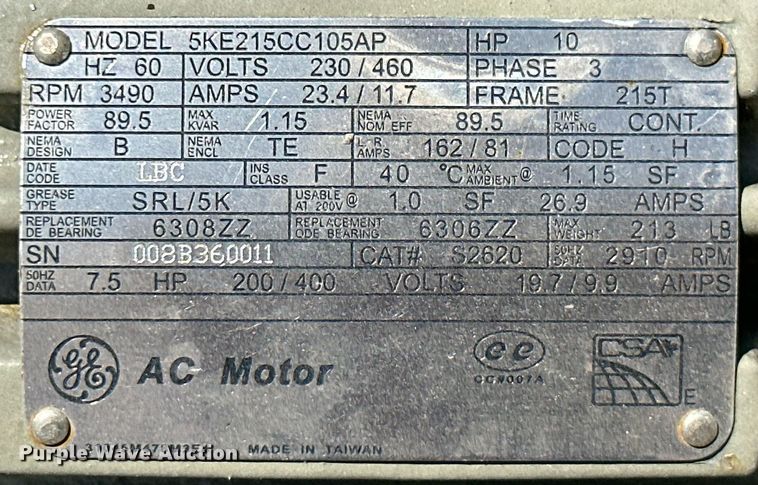 MODEL 5KE215CC105AP HP 10
HZ 60 VOLTS 230/460 PHASE 3
RPM 3490 AMPS 23.4/11.7 FRAME 215T
POWER FACTOR 89.5 MAX KVAR 1.15 NEMA NOM EFF 89.5 TIME RATING CONT.
NEMA DESIGN B NEMA ENCL TE L-R AMPS 162/81 CODE H
DATE CODE LBC INS CLASS F 40 °C MAX AMBIENT @ 1.15 SF
GREASE TYPE SRL/5K USABLE @ AT 200V @ 1.0 SF 26.9 AMPS
REPLACEMENT DE BEARING 6308ZZ REPLACEMENT ODE BEARING 6306ZZ MAX WEIGHT 213 LB
SN 008B360011 CAT# S2620 50HZ DATA 2910 RPM
50HZ DATA 7.5 HP 200/400 VOLTS 19.7/9.9 AMPS
GE AC Motor ee CSA
CC#007A E
MADE IN TAIWAN
Purple Wave Auction